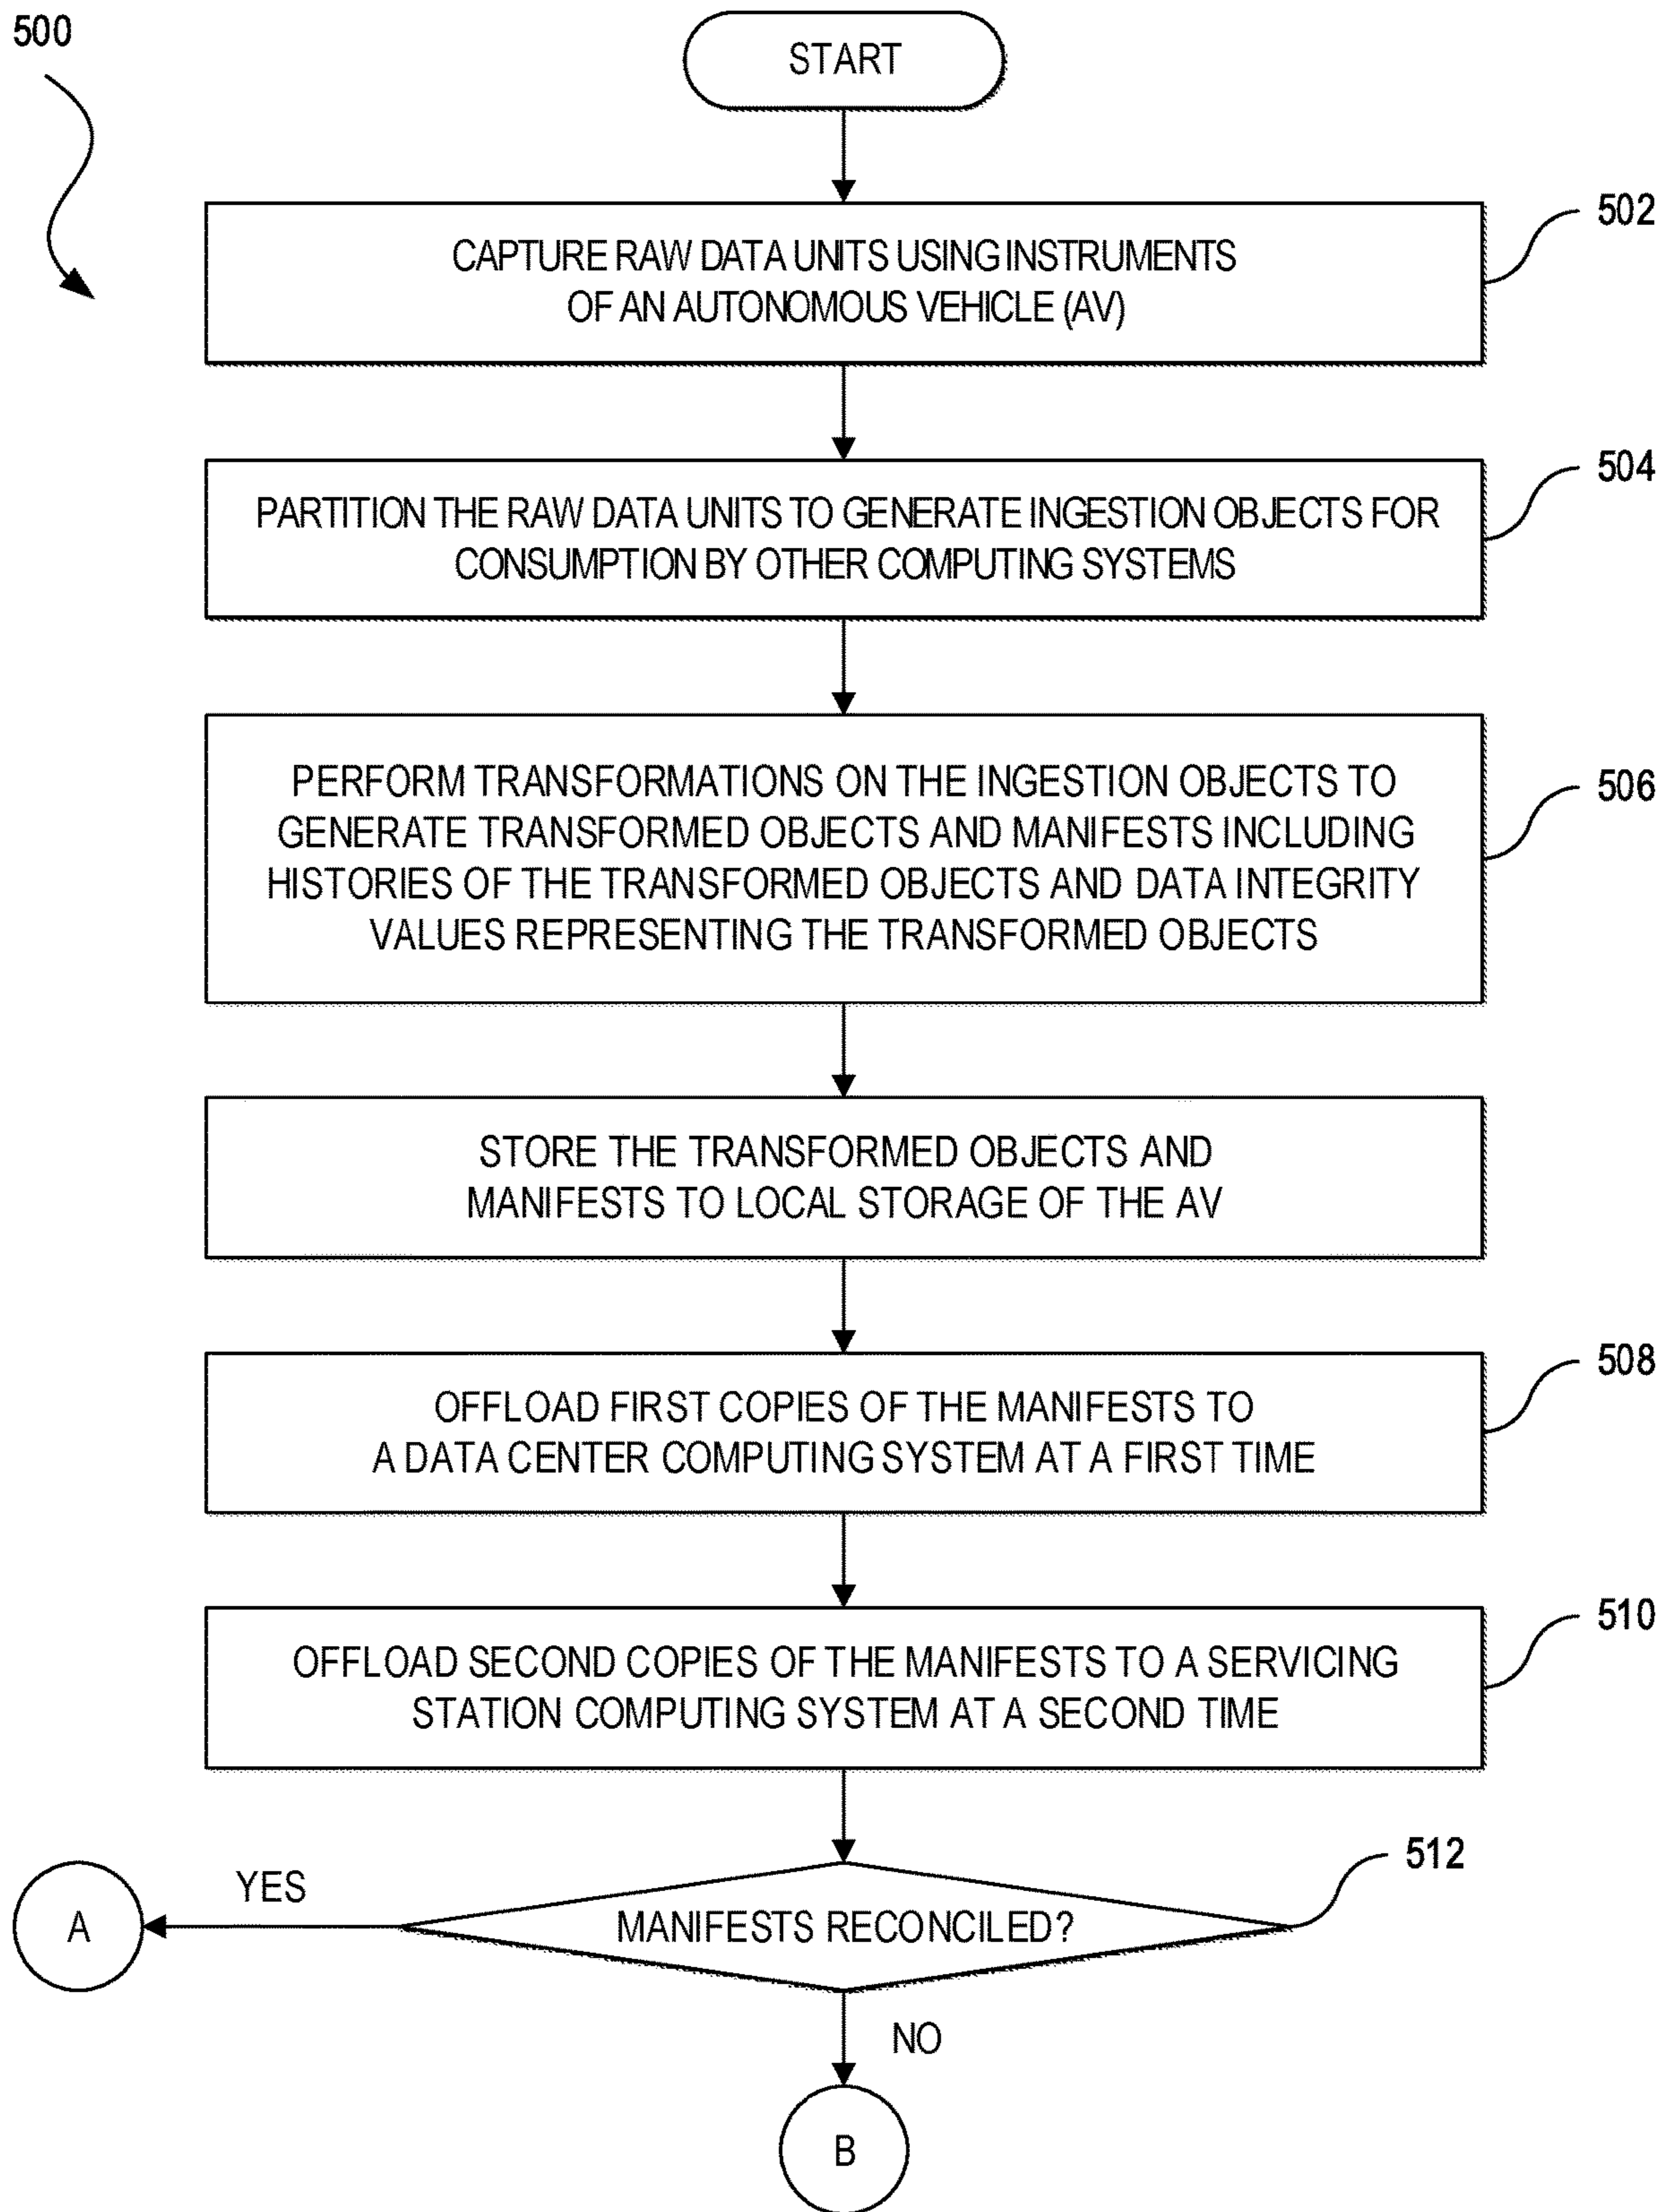 500
START
502
CAPTURE RAW DATA UNITS USING INSTRUMENTS
OF AN AUTONOMOUS VEHICLE (AV)
504
PARTITION THE RAW DATA UNITS TO GENERATE INGESTION OBJECTS FOR
CONSUMPTION BY OTHER COMPUTING SYSTEMS
506
PERFORM TRANSFORMATIONS ON THE INGESTION OBJECTS TO
GENERATE TRANSFORMED OBJECTS AND MANIFESTS INCLUDING
HISTORIES OF THE TRANSFORMED OBJECTS AND DATA INTEGRITY
VALUES REPRESENTING THE TRANSFORMED OBJECTS
STORE THE TRANSFORMED OBJECTS AND
MANIFESTS TO LOCAL STORAGE OF THE AV
508
OFFLOAD FIRST COPIES OF THE MANIFESTS TO
A DATA CENTER COMPUTING SYSTEM AT A FIRST TIME
510
OFFLOAD SECOND COPIES OF THE MANIFESTS TO A SERVICING
STATION COMPUTING SYSTEM AT A SECOND TIME
512
YES
A
MANIFESTS RECONCILED?
NO
B